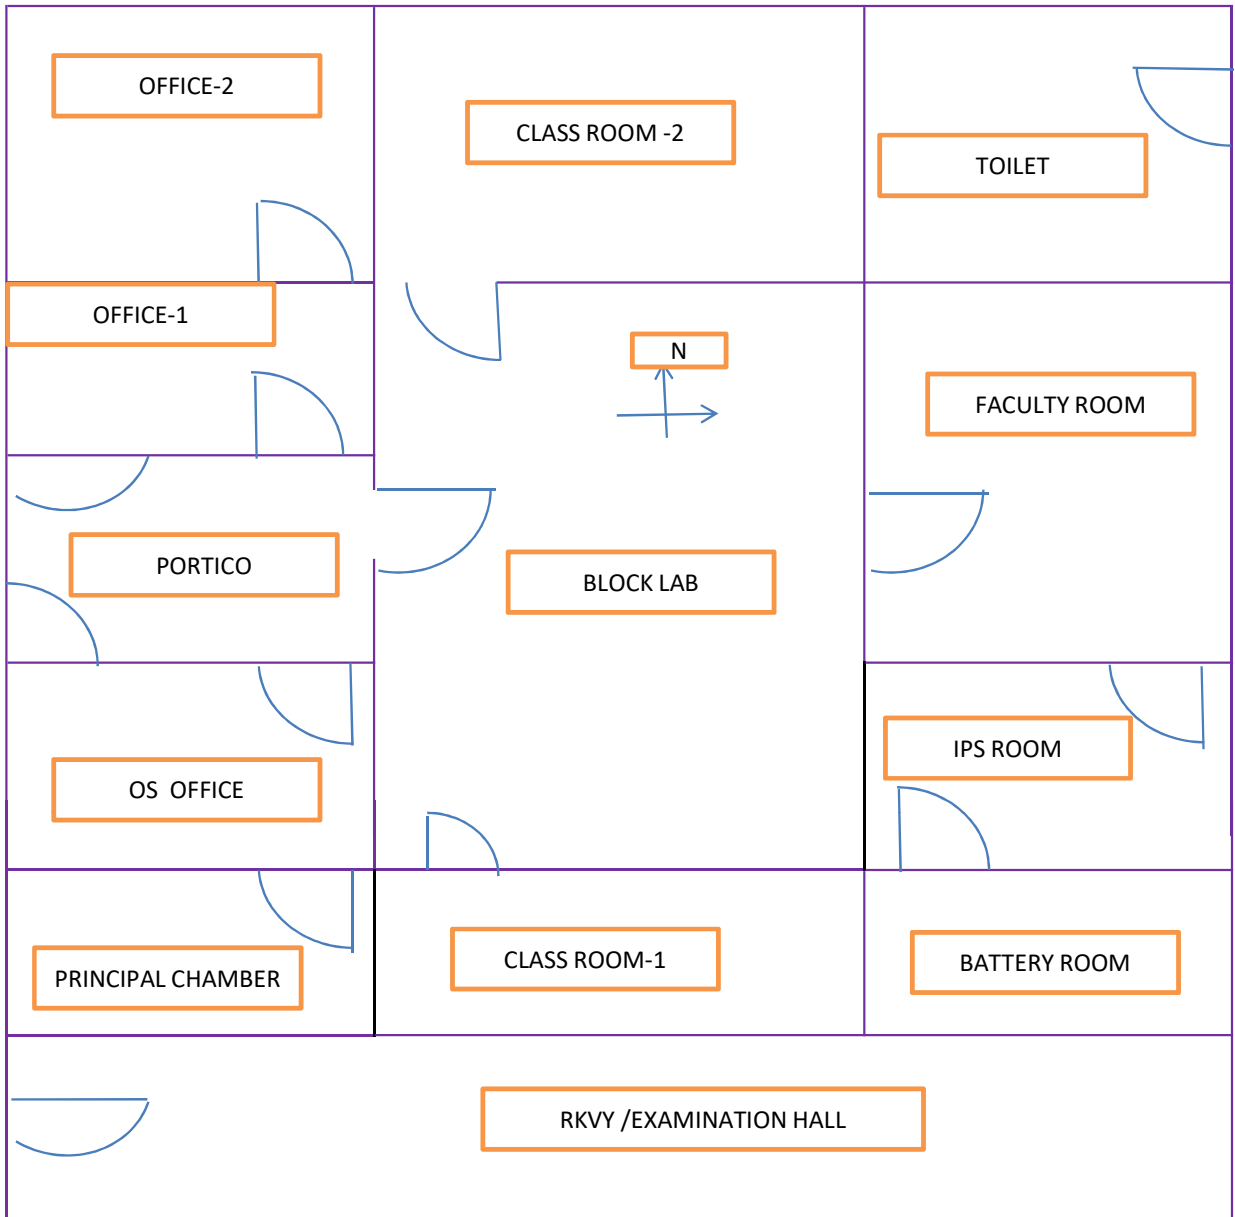 OFFICE-2
CLASS ROOM -2
TOILET
OFFICE-1
N
FACULTY ROOM
PORTICO
BLOCK LAB
IPS ROOM
OS  OFFICE
PRINCIPAL CHAMBER
CLASS ROOM-1
BATTERY ROOM
RKVY /EXAMINATION HALL